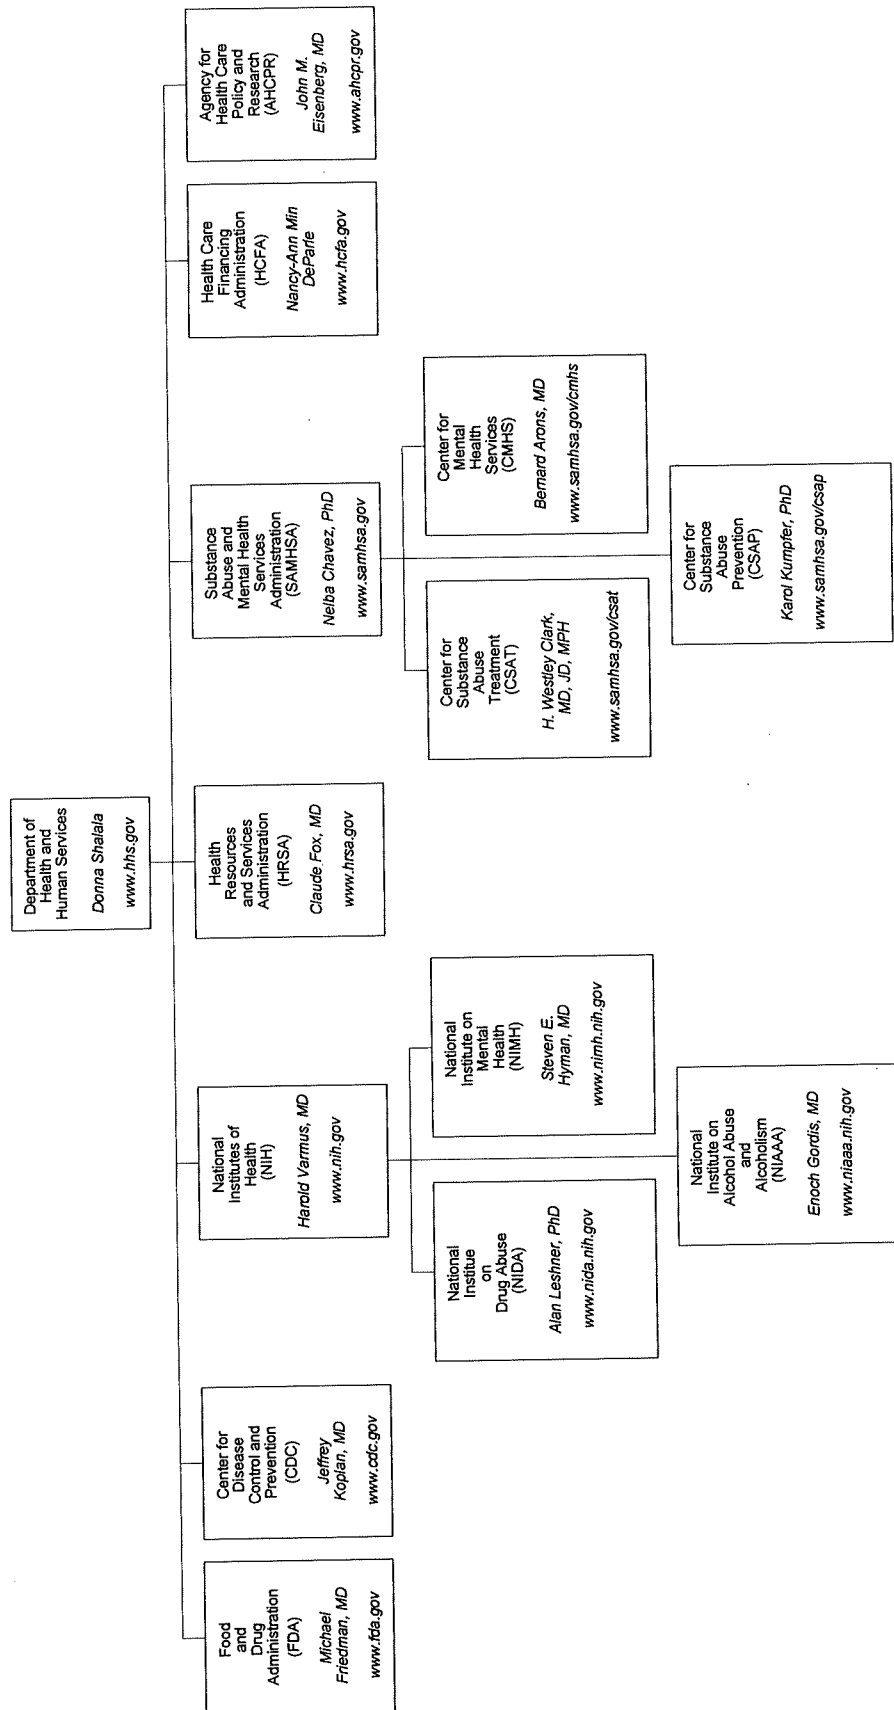 Department of
Health and
Human Services
Donna Shalala
www.hhs.gov
Food
and
Drug
Administration
(FDA)
Michael
Friedman, MD
www.fda.gov
Center for
Disease
Control and
Prevention
(CDC)
Jeffrey
Koplan, MD
www.cdc.gov
National
Institutes of
Health
(NIH)
Harold Varmus, MD
www.nih.gov
Health
Resources
and Services
Administration
(HRSA)
Claude Fox, MD
www.hrsa.gov
Substance
Abuse and
Mental Health
Services
Administration
(SAMHSA)
Nelba Chavez, PhD
www.samhsa.gov
Health Care
Financing
Administration
(HCFA)
Nancy-Ann Min
DeParle
www.hcfa.gov
Agency for
Health Care
Policy and
Research
(AHCPR)
John M.
Eisenberg, MD
www.ahcpr.gov
National
Institue
on
Drug Abuse
(NIDA)
Alan Leshner, PhD
www.nida.nih.gov
National
Institute on
Mental
Health
(NIMH)
Steven E.
Hyman, MD
www.nimh.nih.gov
Center for
Substance
Abuse
Treatment
(CSAT)
H. Westley Clark,
MD, JD, MPH
www.samhsa.gov/csat
Center for
Mental
Health
Services
(CMHS)
Bernard Arons, MD
www.samhsa.gov/cmhs
National
Institute on
Alcohol Abuse
and
Alcoholism
(NIAAA)
Enoch Gordis, MD
www.niaaa.nih.gov
Center for
Substance
Abuse
Prevention
(CSAP)
Karol Kumpfer, PhD
www.samhsa.gov/csap